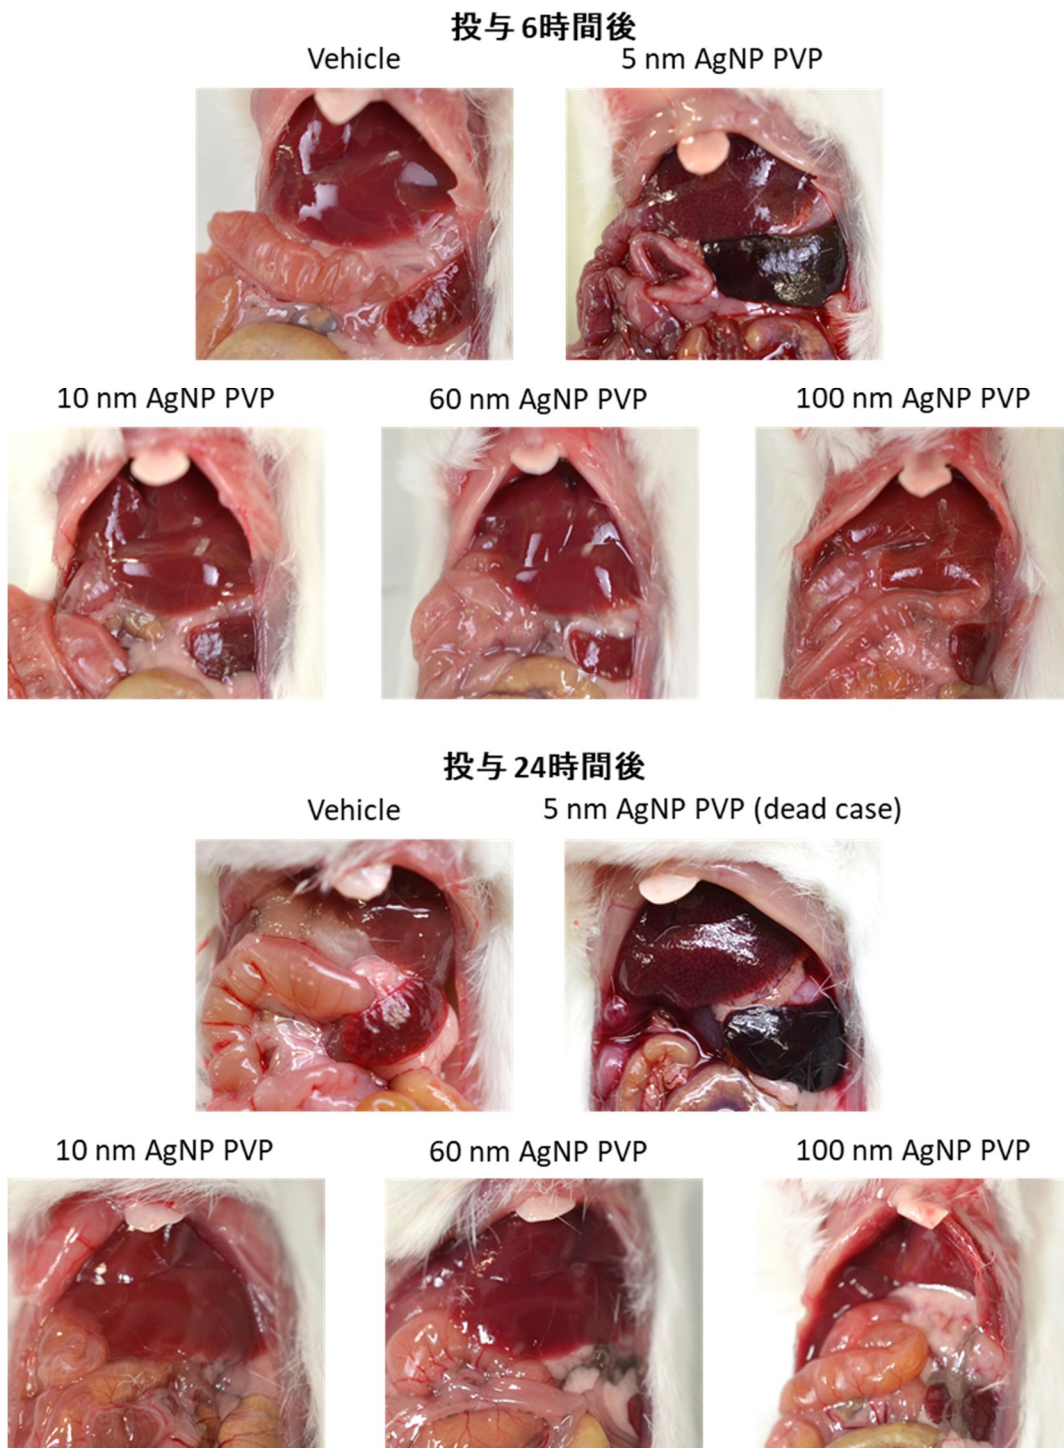 投与 6時間後
Vehicle
5 nm AgNP PVP
10 nm AgNP PVP
60 nm AgNP PVP
100 nm AgNP PVP
投与 24時間後
Vehicle
5 nm AgNP PVP (dead case)
10 nm AgNP PVP
60 nm AgNP PVP
100 nm AgNP PVP